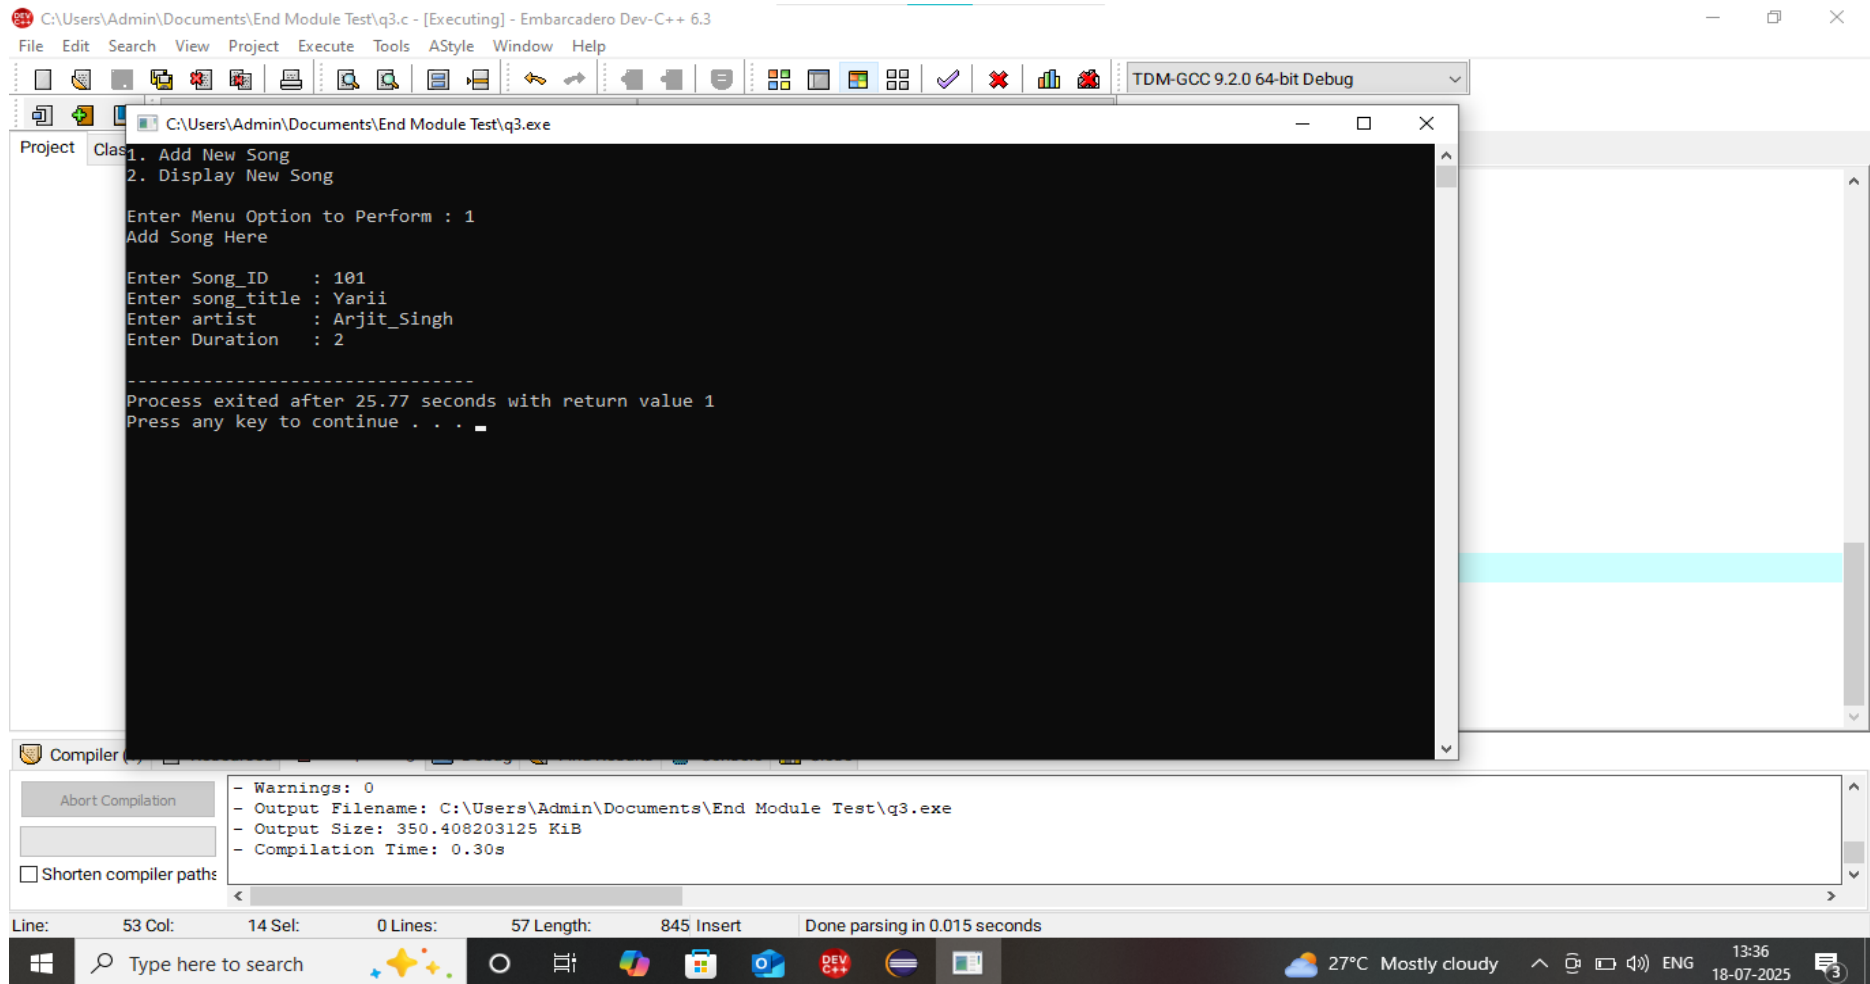 C:\Users\Admin\Documents\End Module Test\q3.c - [Executing] - Embarcadero Dev-C++ 6.3
File Edit Search View Project Execute Tools AStyle Window Help
TDM-GCC 9.2.0 64-bit Debug
C:\Users\Admin\Documents\End Module Test\q3.exe
Project Clas
1. Add New Song
2. Display New Song
Enter Menu Option to Perform : 1
Add Song Here
Enter Song_ID    : 101
Enter song_title : Yarii
Enter artist     : Arjit_Singh
Enter Duration   : 2
--------------------------------
Process exited after 25.77 seconds with return value 1
Press any key to continue . . .
Compiler (
Abort Compilation
Shorten compiler paths
- Warnings: 0
- Output Filename: C:\Users\Admin\Documents\End Module Test\q3.exe
- Output Size: 350.408203125 KiB
- Compilation Time: 0.30s
Line: 53 Col: 14 Sel: 0 Lines: 57 Length: 845 Insert Done parsing in 0.015 seconds
Type here to search
DEV C++
27°C Mostly cloudy
ENG
13:36
18-07-2025
3